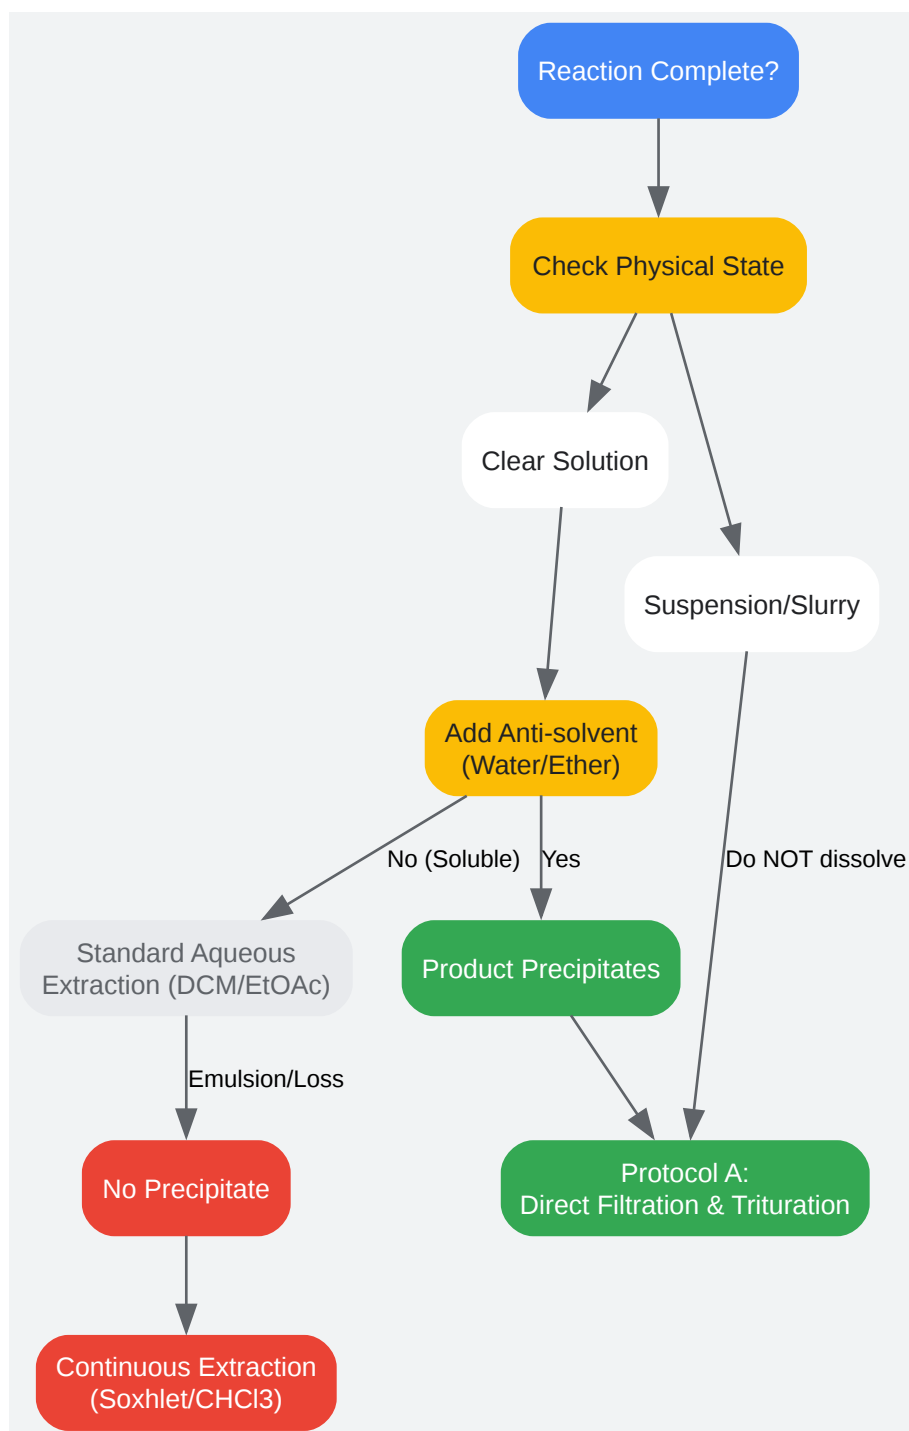 Reaction Complete?
Check Physical State
Clear Solution
Suspension/Slurry
Add Anti-solvent
(Water/Ether)
No (Soluble)
Yes
Do NOT dissolve
Standard Aqueous
Extraction (DCM/EtOAc)
Product Precipitates
Emulsion/Loss
No Precipitate
Protocol A:
Direct Filtration & Trituration
Continuous Extraction
(Soxhlet/CHCl3)